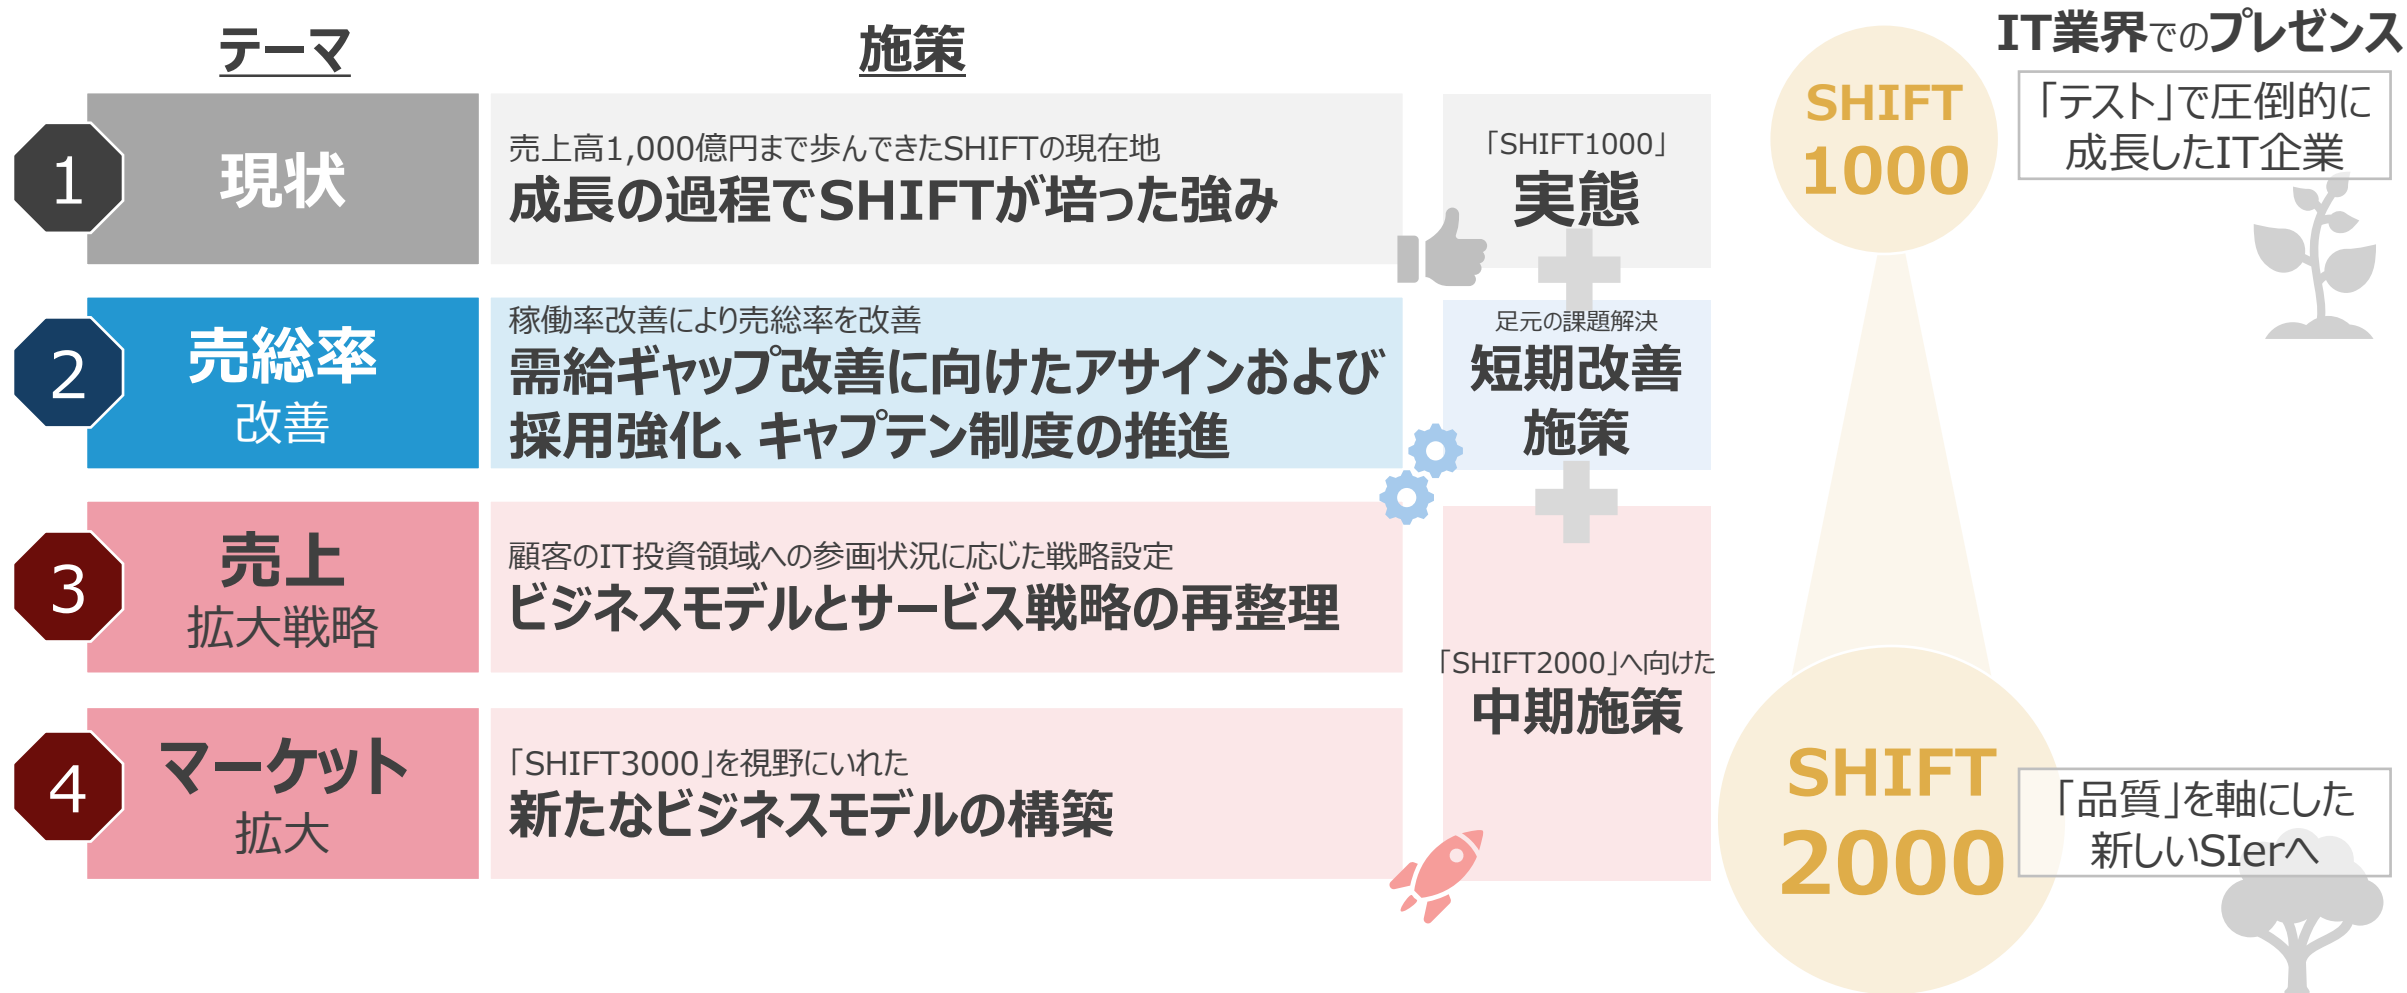 テーマ
施策
IT業界でのプレゼンス
1
現状
売上高1,000億円まで歩んできたSHIFTの現在地
成長の過程でSHIFTが培った強み
「SHIFT1000」
実態
SHIFT
1000
「テスト」で圧倒的に
成長したIT企業
2
売総率
改善
稼働率改善により売総率を改善
需給ギャップ改善に向けたアサインおよび
採用強化、キャプテン制度の推進
足元の課題解決
短期改善
施策
3
売上
拡大戦略
顧客のIT投資領域への参画状況に応じた戦略設定
ビジネスモデルとサービス戦略の再整理
「SHIFT2000」へ向けた
中期施策
4
マーケット
拡大
「SHIFT3000」を視野にいれた
新たなビジネスモデルの構築
SHIFT
2000
「品質」を軸にした
新しいSIerへ